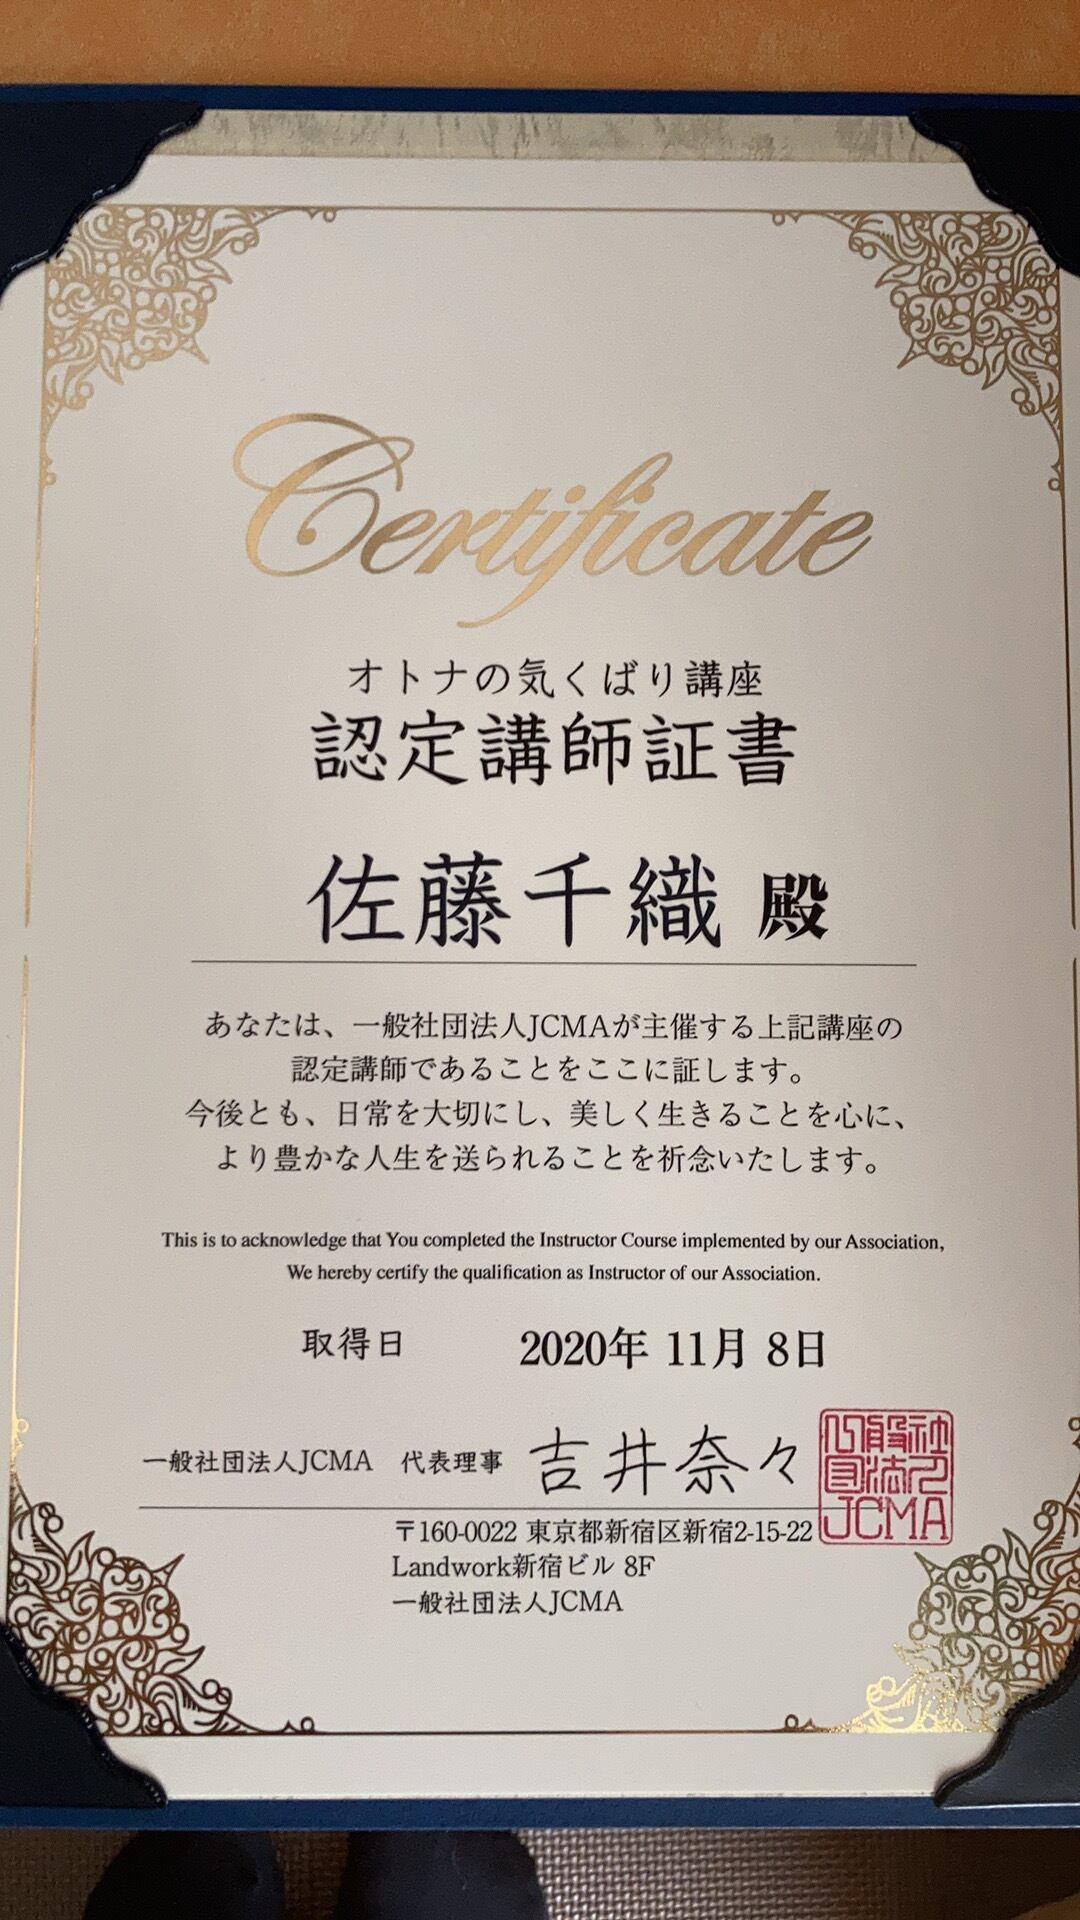 Certificate
オトナの気くばり講座
認定講師証書
佐藤千織 殿
あなたは、一般社団法人JCMAが主催する上記講座の
認定講師であることをここに証します。
今後とも、日常を大切にし、美しく生きることを心に、
より豊かな人生を送られることを祈念いたします。
This is to acknowledge that You completed the Instructor Course implemented by our Association,
We hereby certify the qualification as Instructor of our Association.
取得日 2020年 11月 8日
一般社団法人JCMA 代表理事 吉井奈々
一般社
団法人
JCMA
〒160-0022 東京都新宿区新宿2-15-22
Landwork新宿ビル 8F
一般社団法人JCMA